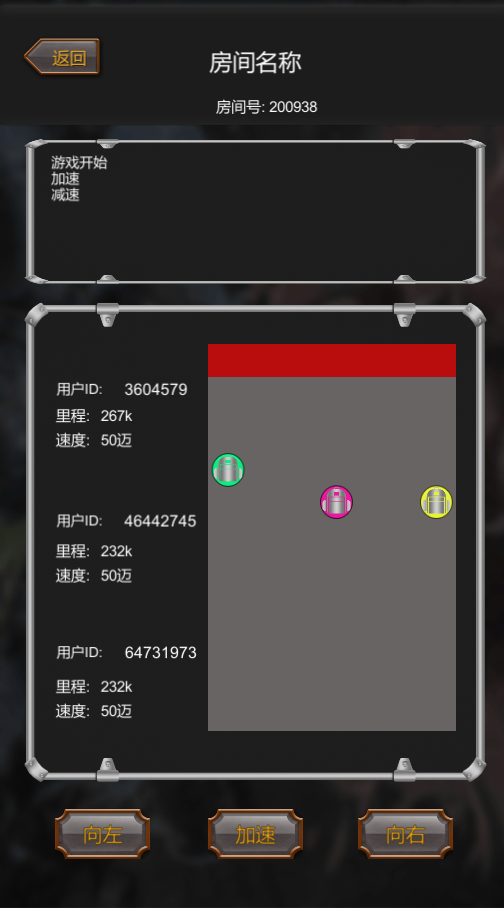 返回
房间名称
房间号: 200938
游戏开始
加速
减速
用户ID: 3604579
里程: 267k
速度: 50迈
用户ID: 46442745
里程: 232k
速度: 50迈
用户ID: 64731973
里程: 232k
速度: 50迈
向左 加速 向右